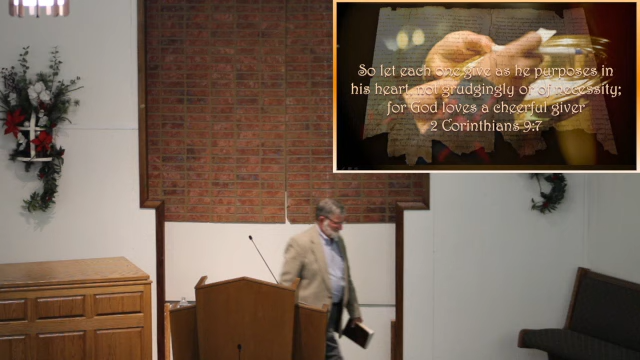 So let each one give as he purposes in
his heart, not grudgingly or of necessity;
for God loves a cheerful giver
2 Corinthians 9:7